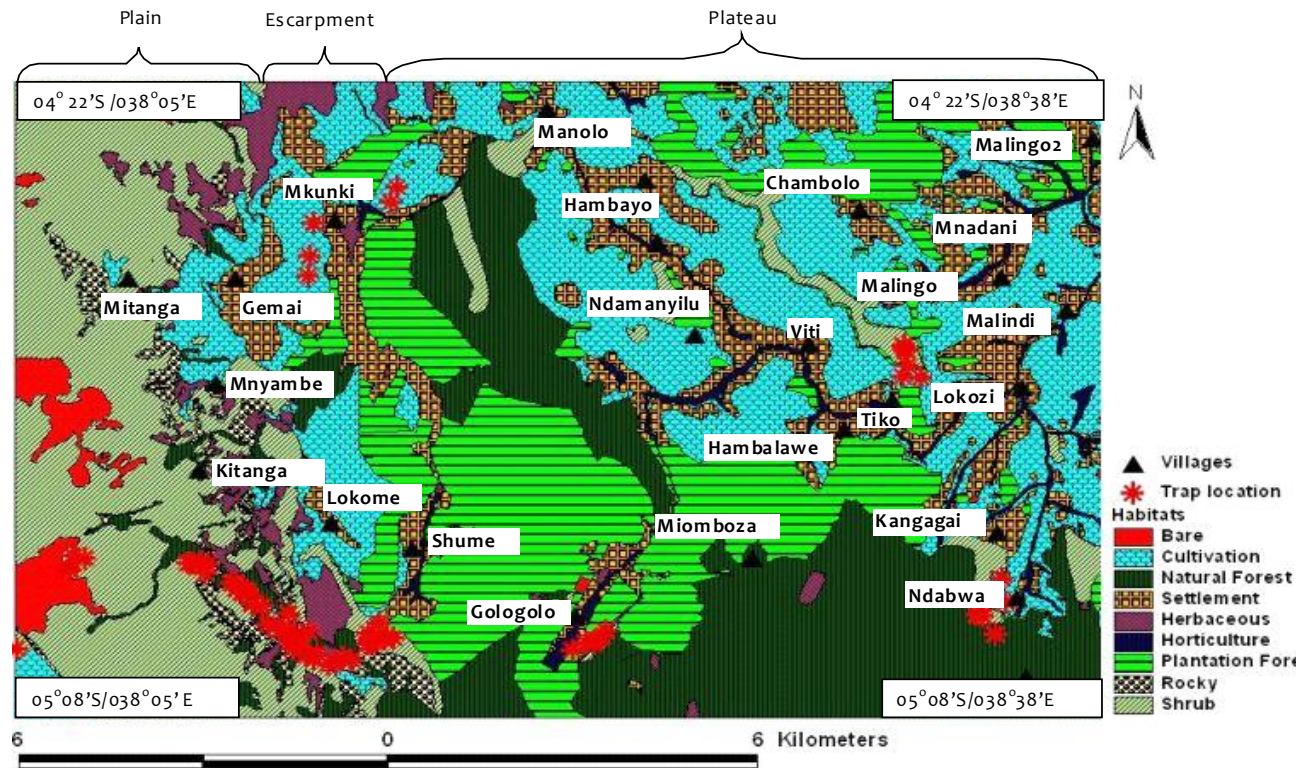 Plain
Escarpment
Plateau
04° 22'S /038°05'E
04° 22'S/038°38'E
N
Manolo
Malingo2
Mkunki
Chambolo
Hambayo
Mnadani
Mitanga
Gemai
Ndamanyilu
Malingo
Viti
Malindi
Mnyambe
Lokozi
Tiko
Hambalawe
Kitanga
Lokome
Miomboza
Kangagai
Shume
Gologolo
Ndabwa
05°08'S/038°05' E
05°08'S/038°38' E
Villages
Trap location
Habitats
Bare
Cultivation
Natural Forest
Settlement
Herbaceous
Horticulture
Plantation Fore
Rocky
Shrub
6 0 6 Kilometers